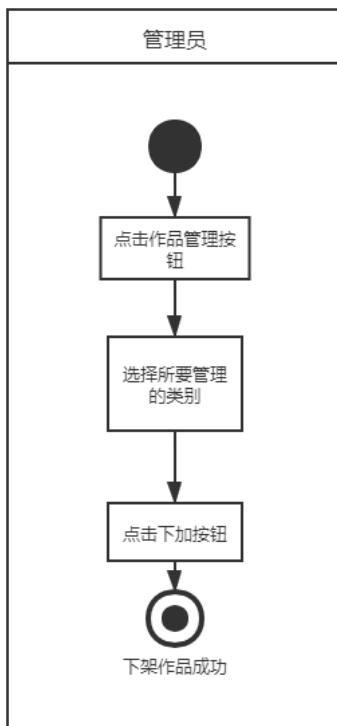 管理员
点击作品管理按
钮
选择所要管理
的类别
点击下加按钮
下架作品成功